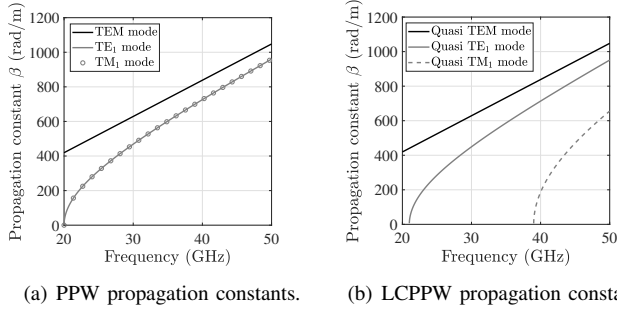 Propagation constant β (rad/m)
1200
1000
800
600
400
200
0
20
30
40
50
Frequency (GHz)
TEM mode
TE₁ mode
TM₁ mode
(a) PPW propagation constants.
Propagation constant β (rad/m)
1200
1000
800
600
400
200
0
20
30
40
50
Frequency (GHz)
Quasi TEM mode
Quasi TE₁ mode
Quasi TM₁ mode
(b) LCPPW propagation consta